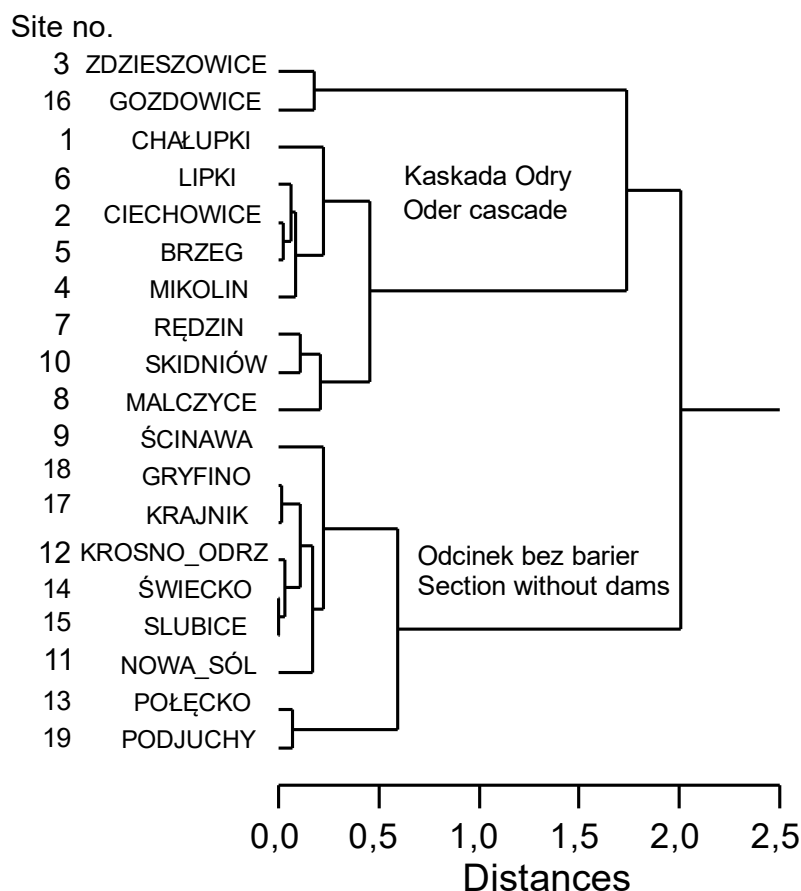 Site no.
3 ZDZIESZOWICE
16 GOZDOWICE
1 CHAŁUPKI
6 LIPKI
2 CIECHOWICE
5 BRZEG
4 MIKOLIN
7 RĘDZIN
10 SKIDNIÓW
8 MALCZYCE
9 ŚCINAWA
18 GRYFINO
17 KRAJNIK
12 KROSNO_ODRZ
14 ŚWIECKO
15 SLUBICE
11 NOWA_SÓL
13 POŁĘCKO
19 PODJUCHY
Kaskada Odry
Oder cascade
Odcinek bez barier
Section without dams
0,0 0,5 1,0 1,5 2,0 2,5
Distances